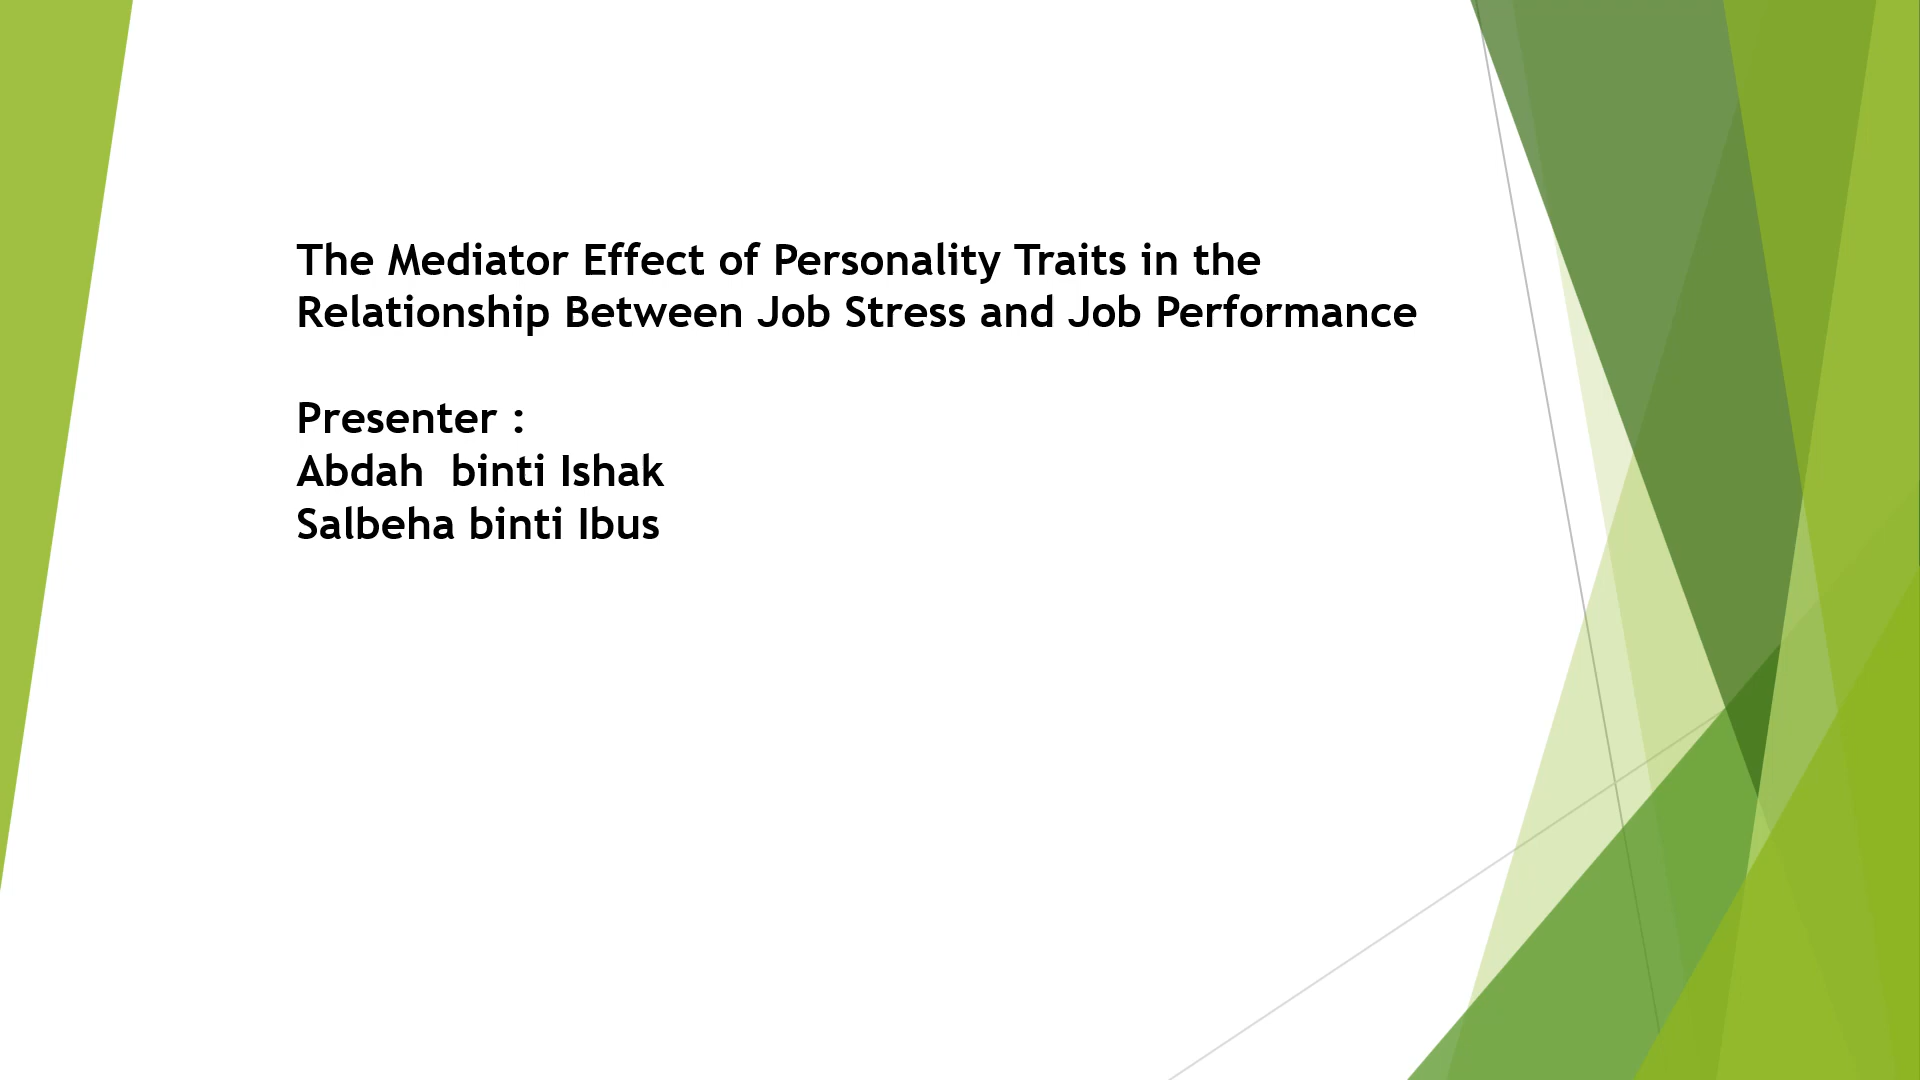 The Mediator Effect of Personality Traits in the
Relationship Between Job Stress and Job Performance
Presenter :
Abdah  binti Ishak
Salbeha binti Ibus